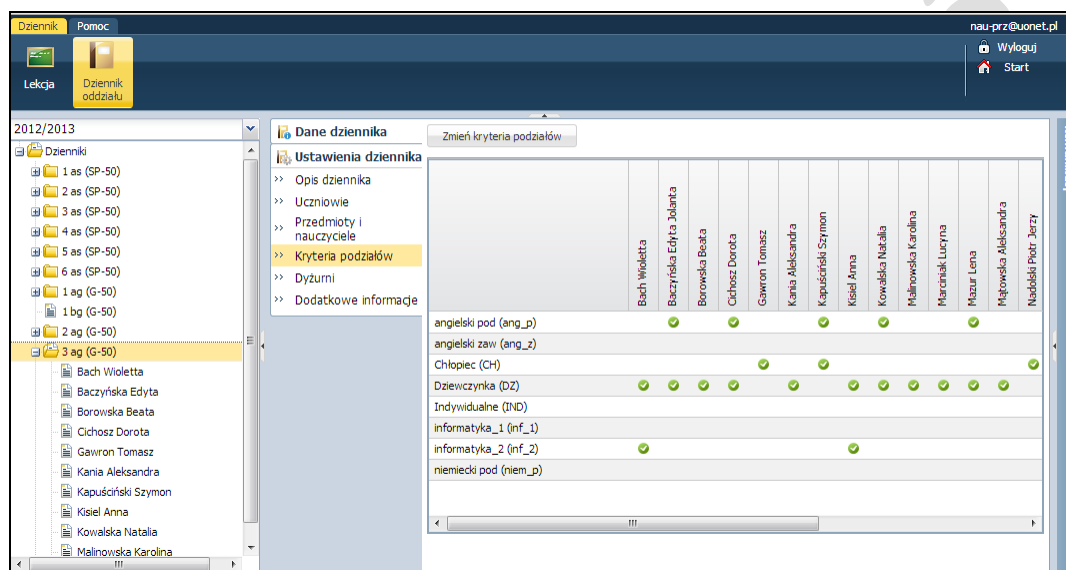 Dziennik Pomoc nau-prz@uonet.pl
Wyloguj
Start
Lekcja
Dziennik
oddziału
2012/2013
Dzienniki
1 as (SP-50)
2 as (SP-50)
3 as (SP-50)
4 as (SP-50)
5 as (SP-50)
6 as (SP-50)
1 ag (G-50)
1 bg (G-50)
2 ag (G-50)
3 ag (G-50)
Bach Wioletta
Baczyńska Edyta
Borowska Beata
Cichosz Dorota
Gawron Tomasz
Kania Aleksandra
Kapuściński Szymon
Kisiel Anna
Kowalska Natalia
Malinowska Karolina
Dane dziennika
Ustawienia dziennika
Opis dziennika
Uczniowie
Przedmioty i
nauczyciele
Kryteria podziałów
Dyżurni
Dodatkowe informacje
Zmień kryteria podziałów
Bach Wioletta
Baczyńska Edyta Jolanta
Borowska Beata
Cichosz Dorota
Gawron Tomasz
Kania Aleksandra
Kapuściński Szymon
Kisiel Anna
Kowalska Natalia
Malinowska Karolina
Marciniak Lucyna
Mazur Lena
Mątowska Aleksandra
Nadolski Piotr Jerzy
angielski pod (ang_p)
angielski zaw (ang_z)
Chłopiec (CH)
Dziewczynka (DZ)
Indywidualne (IND)
informatyka_1 (inf_1)
informatyka_2 (inf_2)
niemiecki pod (niem_p)